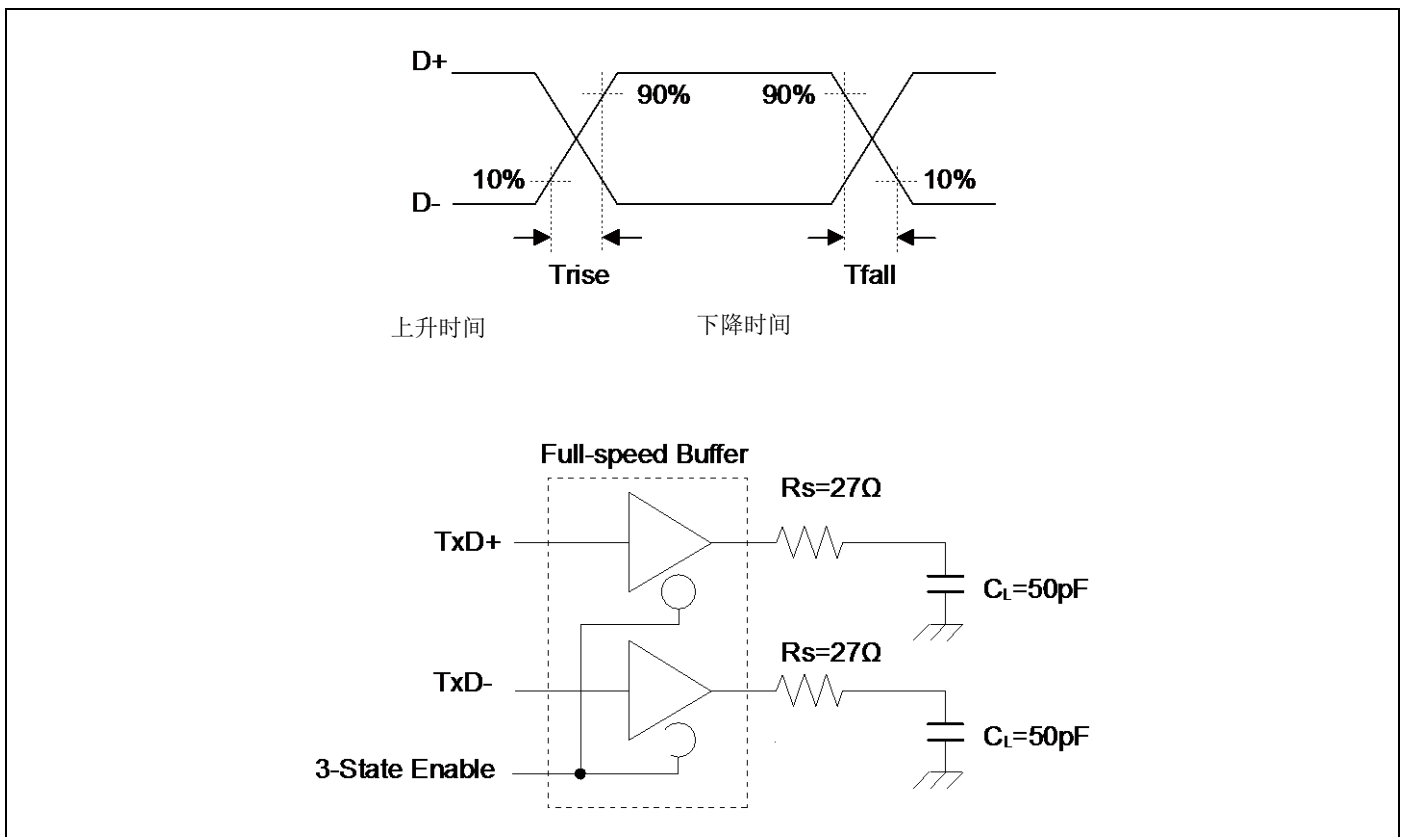 D+
90%
90%
10%
10%
D-
Trise
Tfall
上升时间
下降时间
Full-speed Buffer
Rs=27Ω
TxD+
CL=50pF
Rs=27Ω
TxD-
CL=50pF
3-State Enable